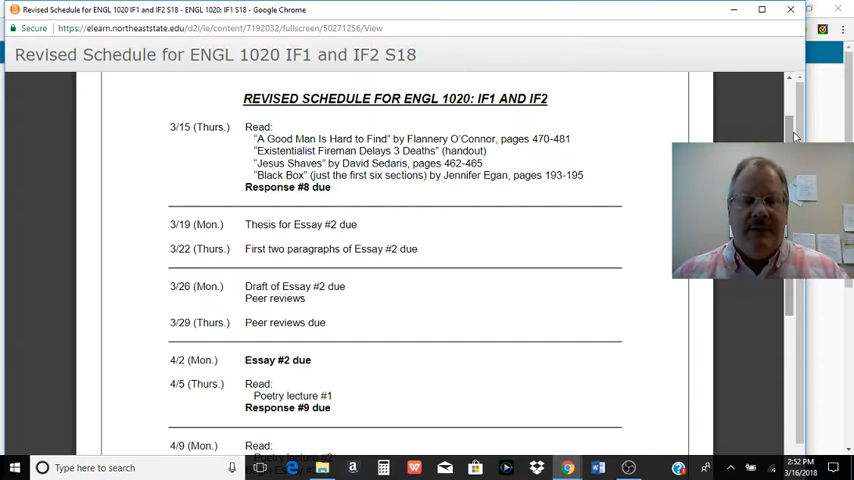 Revised Schedule for ENGL 1020 IF1 and IF2 S18 - ENGL 1020: IF1 S18 - Google Chrome
Secure | https://elearn.northeaststate.edu/d2l/le/content/7192032/fullscreen/50271256/View
Revised Schedule for ENGL 1020 IF1 and IF2 S18
REVISED SCHEDULE FOR ENGL 1020: IF1 AND IF2
3/15 (Thurs.) Read:
"A Good Man Is Hard to Find" by Flannery O'Connor, pages 470-481
"Existentialist Fireman Delays 3 Deaths" (handout)
"Jesus Shaves" by David Sedaris, pages 462-465
"Black Box" (just the first six sections) by Jennifer Egan, pages 193-195
Response #8 due
3/19 (Mon.) Thesis for Essay #2 due
3/22 (Thurs.) First two paragraphs of Essay #2 due
3/26 (Mon.) Draft of Essay #2 due
Peer reviews
3/29 (Thurs.) Peer reviews due
4/2 (Mon.) Essay #2 due
4/5 (Thurs.) Read:
Poetry lecture #1
Response #9 due
4/9 (Mon.) Read:
Poetry lecture #2
Type here to search
2:52 PM
3/16/2018